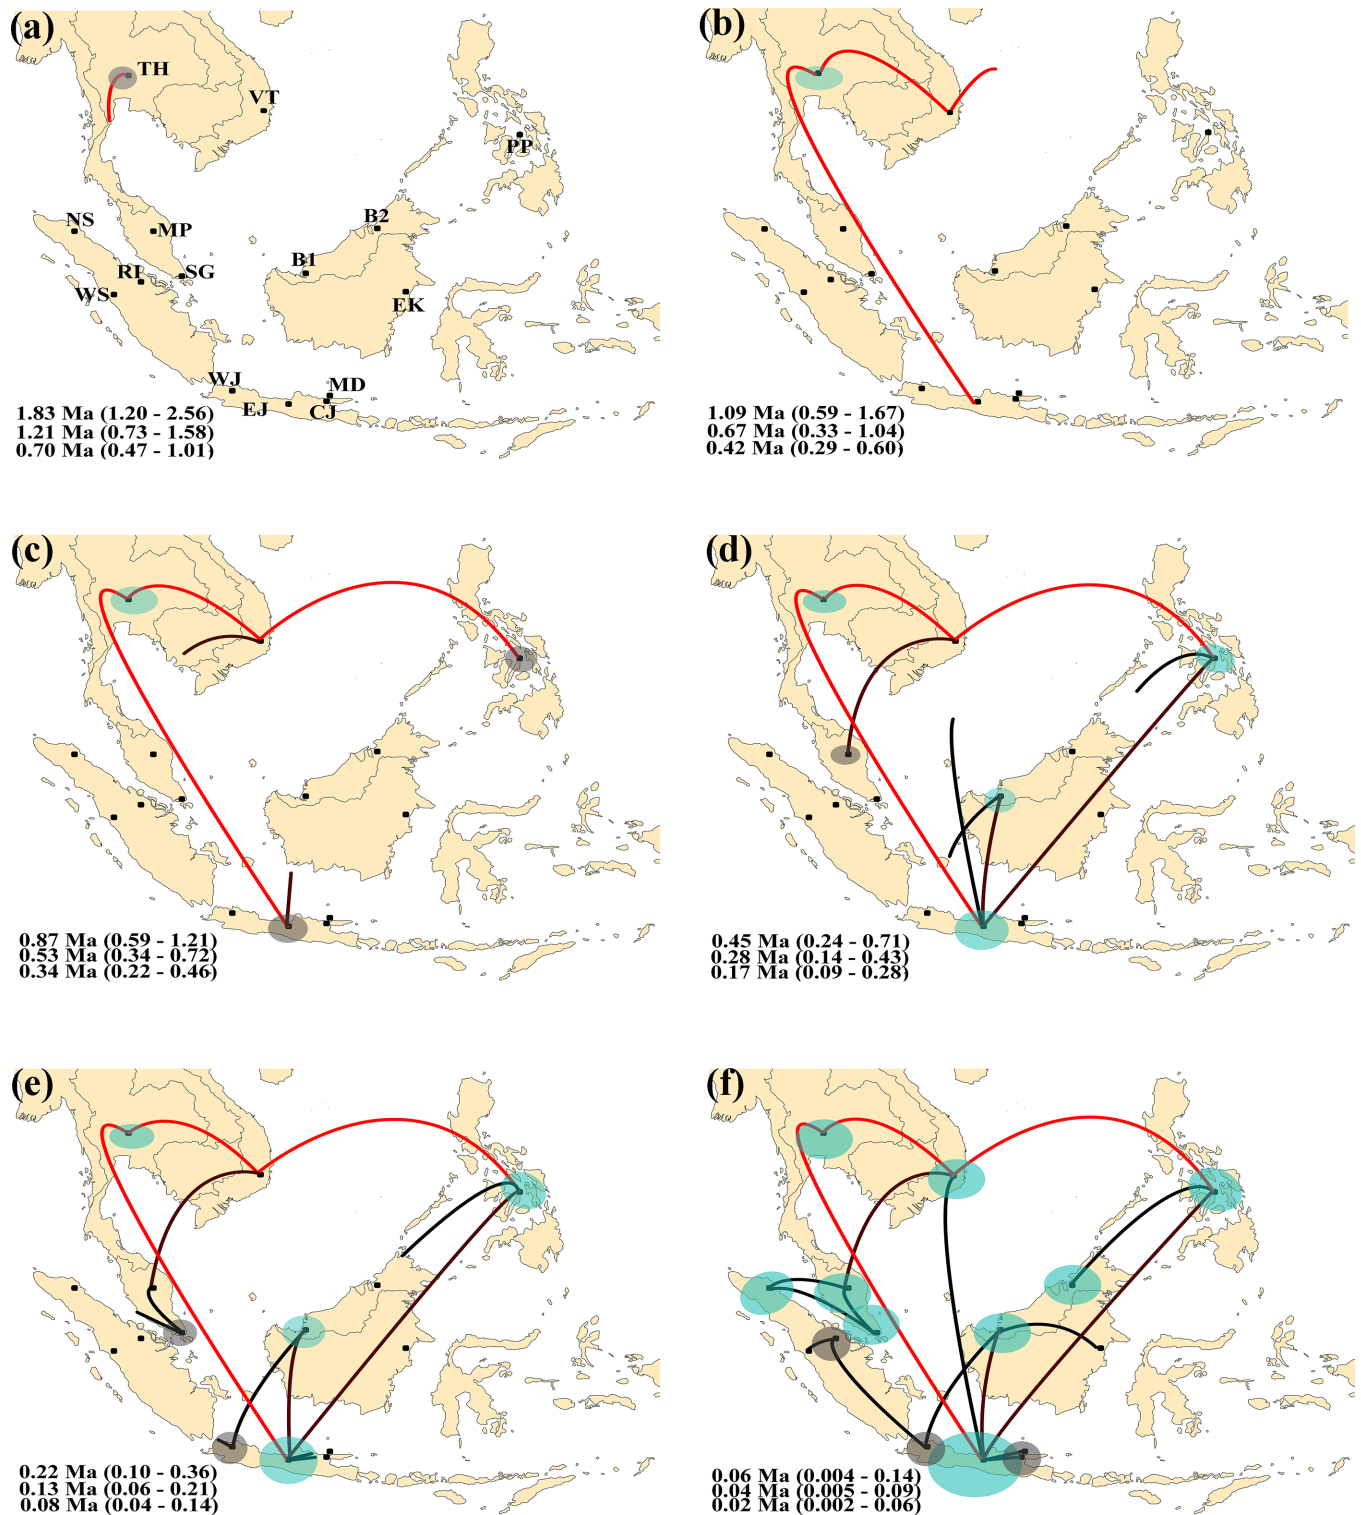 (a)
TH
VT
PP
NS
MP
B2
B1
RI
SG
WS
EK
WJ
MD
EJ
CJ
1.83 Ma (1.20 - 2.56)
1.21 Ma (0.73 - 1.58)
0.70 Ma (0.47 - 1.01)
(b)
1.09 Ma (0.59 - 1.67)
0.67 Ma (0.33 - 1.04)
0.42 Ma (0.29 - 0.60)
(c)
0.87 Ma (0.59 - 1.21)
0.53 Ma (0.34 - 0.72)
0.34 Ma (0.22 - 0.46)
(d)
0.45 Ma (0.24 - 0.71)
0.28 Ma (0.14 - 0.43)
0.17 Ma (0.09 - 0.28)
(e)
0.22 Ma (0.10 - 0.36)
0.13 Ma (0.06 - 0.21)
0.08 Ma (0.04 - 0.14)
(f)
0.06 Ma (0.004 - 0.14)
0.04 Ma (0.005 - 0.09)
0.02 Ma (0.002 - 0.06)